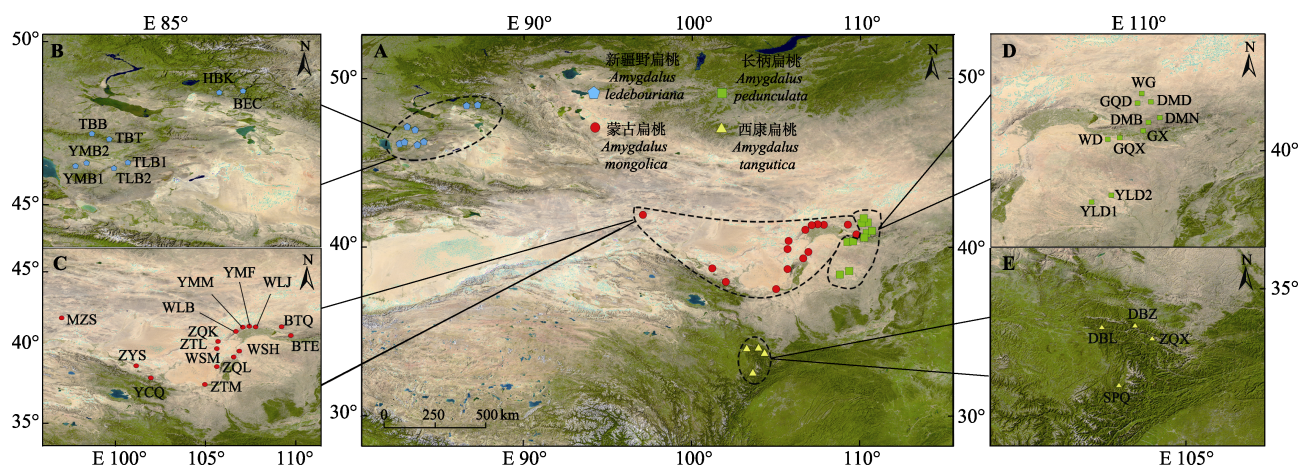 E 85°
E 90°
100°
110°
E 110°
50°
B
N
HBK
BEC
TBB
TBT
YMB2
TLB1
YMB1
TLB2
45°
A
N
50°
新疆野扁桃
Amygdalus
ledebouriana
长柄扁桃
Amygdalus
pedunculata
蒙古扁桃
Amygdalus
mongolica
西康扁桃
Amygdalus
tangutica
50°
40°
40°
30°
30°
0 250 500 km
C
N
45°
YMF
YMM
WLJ
WLB
MZS
BTQ
ZQK
BTE
40°
ZTL
WSH
WSM
ZYS
ZQL
YCQ
ZTM
35°
D
N
WG
GQD
DMD
DMB
DMN
WD
GX
GQX
40°
YLD2
YLD1
E
N
35°
DBZ
DBL
ZQX
SPQ
E 100°
105°
110°
E 90°
100°
110°
E 105°